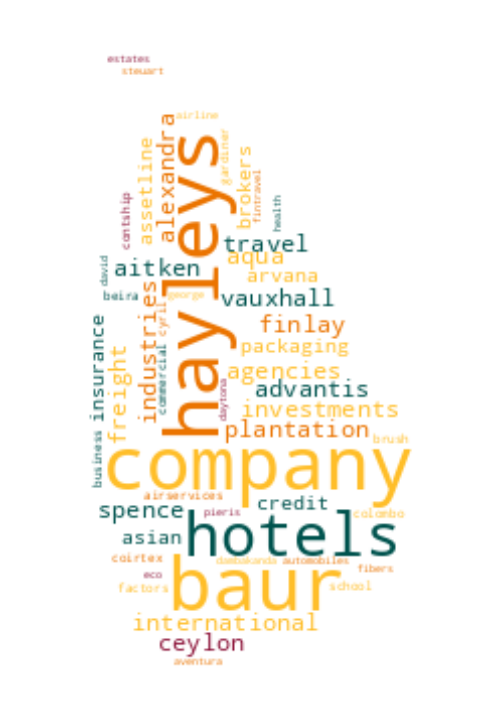 estates
steuart
airline
hayleys
alexandra
gardiner
assetline
brokers
fintravel
contship
health
travel
aqua
david
aitken
arvana
beira
george
vauxhall
industries
cyril
finlay
insurance
commercial
packaging
freight
agencies
daytona
advantis
investments
plantation
business
brush
company
airservices
credit
spence
pieris
colombo
hotels
asian
coirtex
dambakanda
automobiles
baur
fibers
eco
factors
school
international
ceylon
aventura